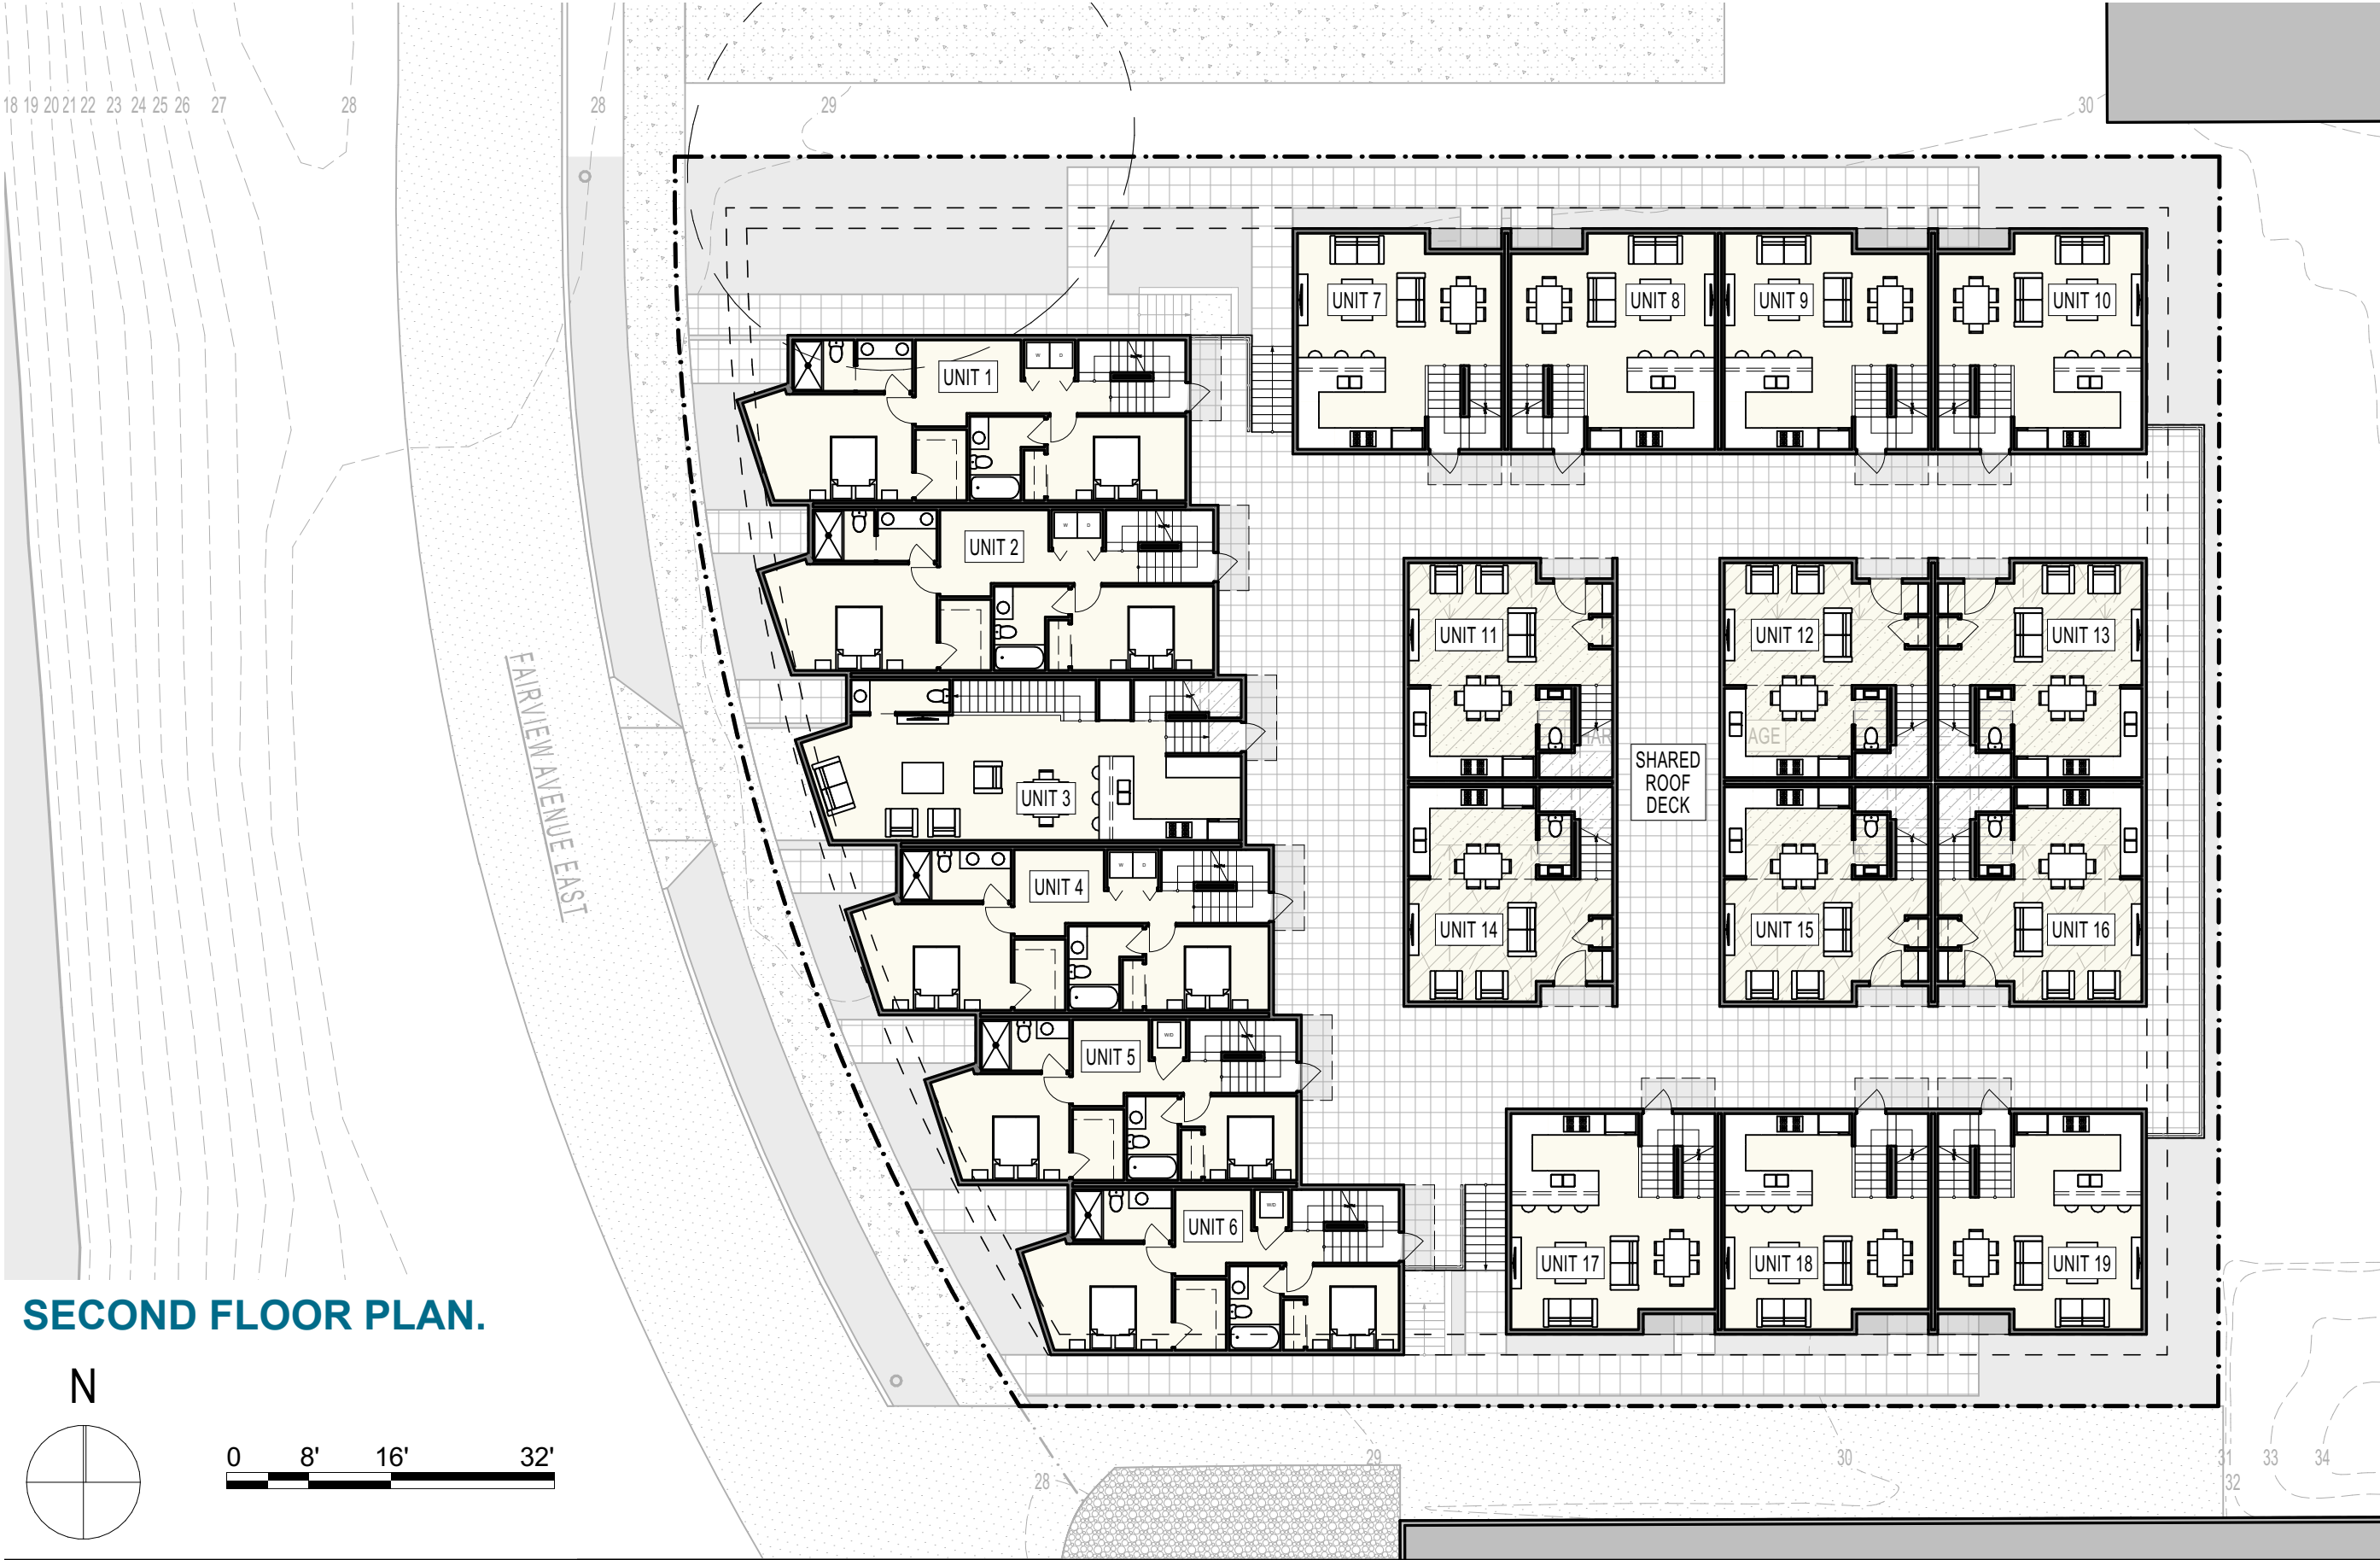 18 19 20 21 22 23 24 25 26 27 28 28 29 30
UNIT 7
UNIT 8
UNIT 9
UNIT 10
UNIT 1
W D
UNIT 2
W D
UNIT 11
UNIT 12
UNIT 13
FAIRVIEW AVENUE EAST
AGE
SHARED
ROOF
DECK
UNIT 3
UNIT 4
W D
UNIT 14
UNIT 15
UNIT 16
UNIT 5
W/D
UNIT 6
W/D
UNIT 17
UNIT 18
UNIT 19
SECOND FLOOR PLAN.
N
0 8' 16' 32'
28
29
30
31 33 34
32